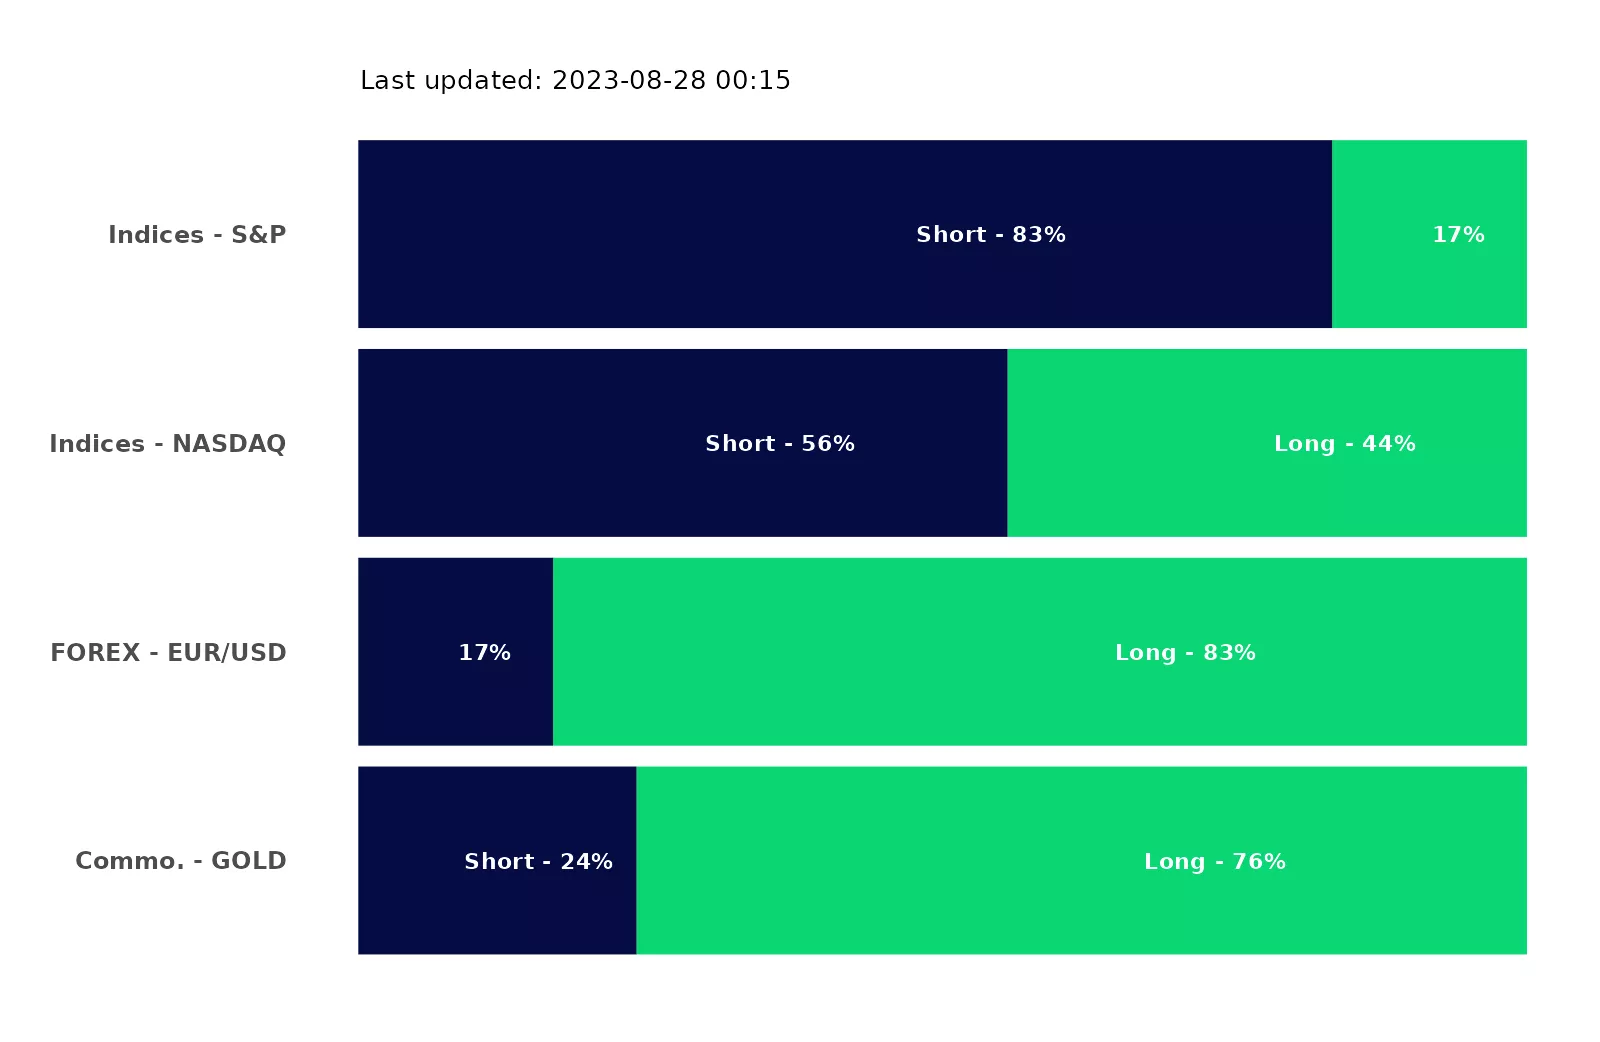 Last updated: 2023-08-28 00:15
Indices - S&P Short - 83% 17%
Indices - NASDAQ Short - 56% Long - 44%
FOREX - EUR/USD 17% Long - 83%
Commo. - GOLD Short - 24% Long - 76%